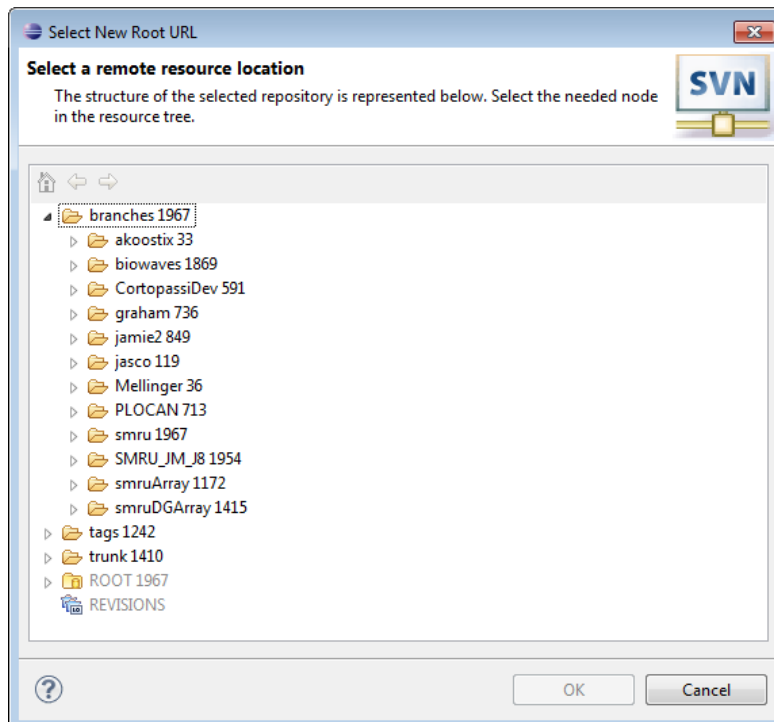 Select New Root URL
Select a remote resource location
The structure of the selected repository is represented below. Select the needed node
in the resource tree.
SVN
branches 1967
akoostix 33
biowaves 1869
CortopassiDev 591
graham 736
jamie2 849
jasco 119
Mellinger 36
PLOCAN 713
smru 1967
SMRU_JM_J8 1954
smruArray 1172
smruDGArray 1415
tags 1242
trunk 1410
ROOT 1967
REVISIONS
?
OK
Cancel